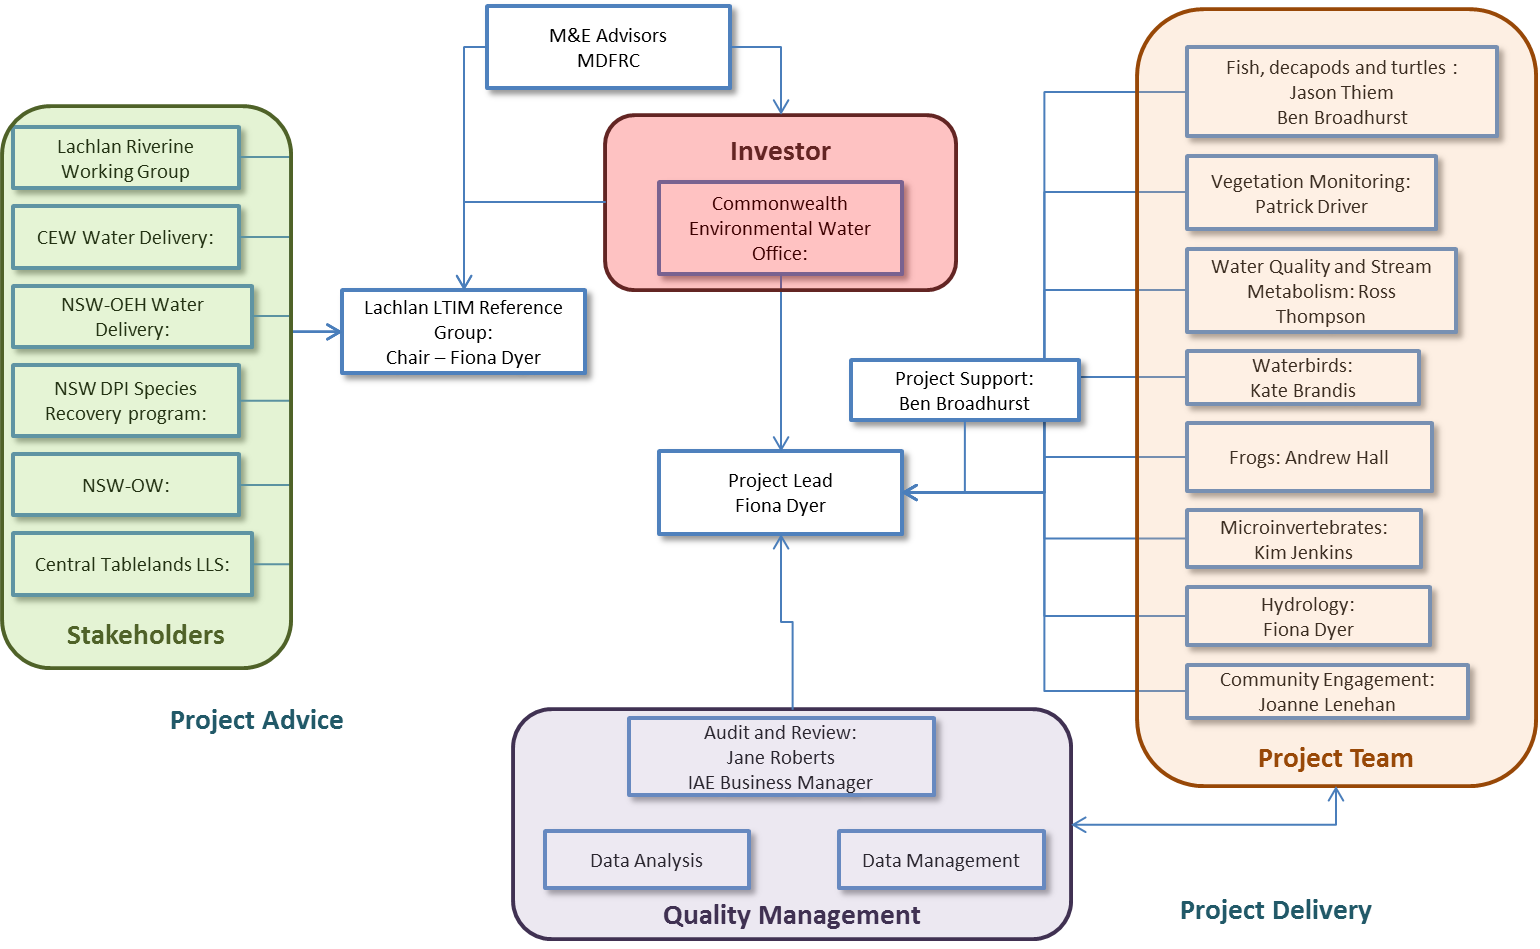 M&E Advisors
MDFRC
Investor
Commonwealth
Environmental Water
Office:
Lachlan Riverine
Working Group
CEW Water Delivery:
NSW-OEH Water
Delivery:
NSW DPI Species
Recovery program:
NSW-OW:
Central Tablelands LLS:
Stakeholders
Project Advice
Lachlan LTIM Reference
Group:
Chair – Fiona Dyer
Project Support:
Ben Broadhurst
Project Lead
Fiona Dyer
Fish, decapods and turtles :
Jason Thiem
Ben Broadhurst
Vegetation Monitoring:
Patrick Driver
Water Quality and Stream
Metabolism: Ross
Thompson
Waterbirds:
Kate Brandis
Frogs: Andrew Hall
Microinvertebrates:
Kim Jenkins
Hydrology:
Fiona Dyer
Community Engagement:
Joanne Lenehan
Project Team
Audit and Review:
Jane Roberts
IAE Business Manager
Data Analysis
Data Management
Quality Management
Project Delivery